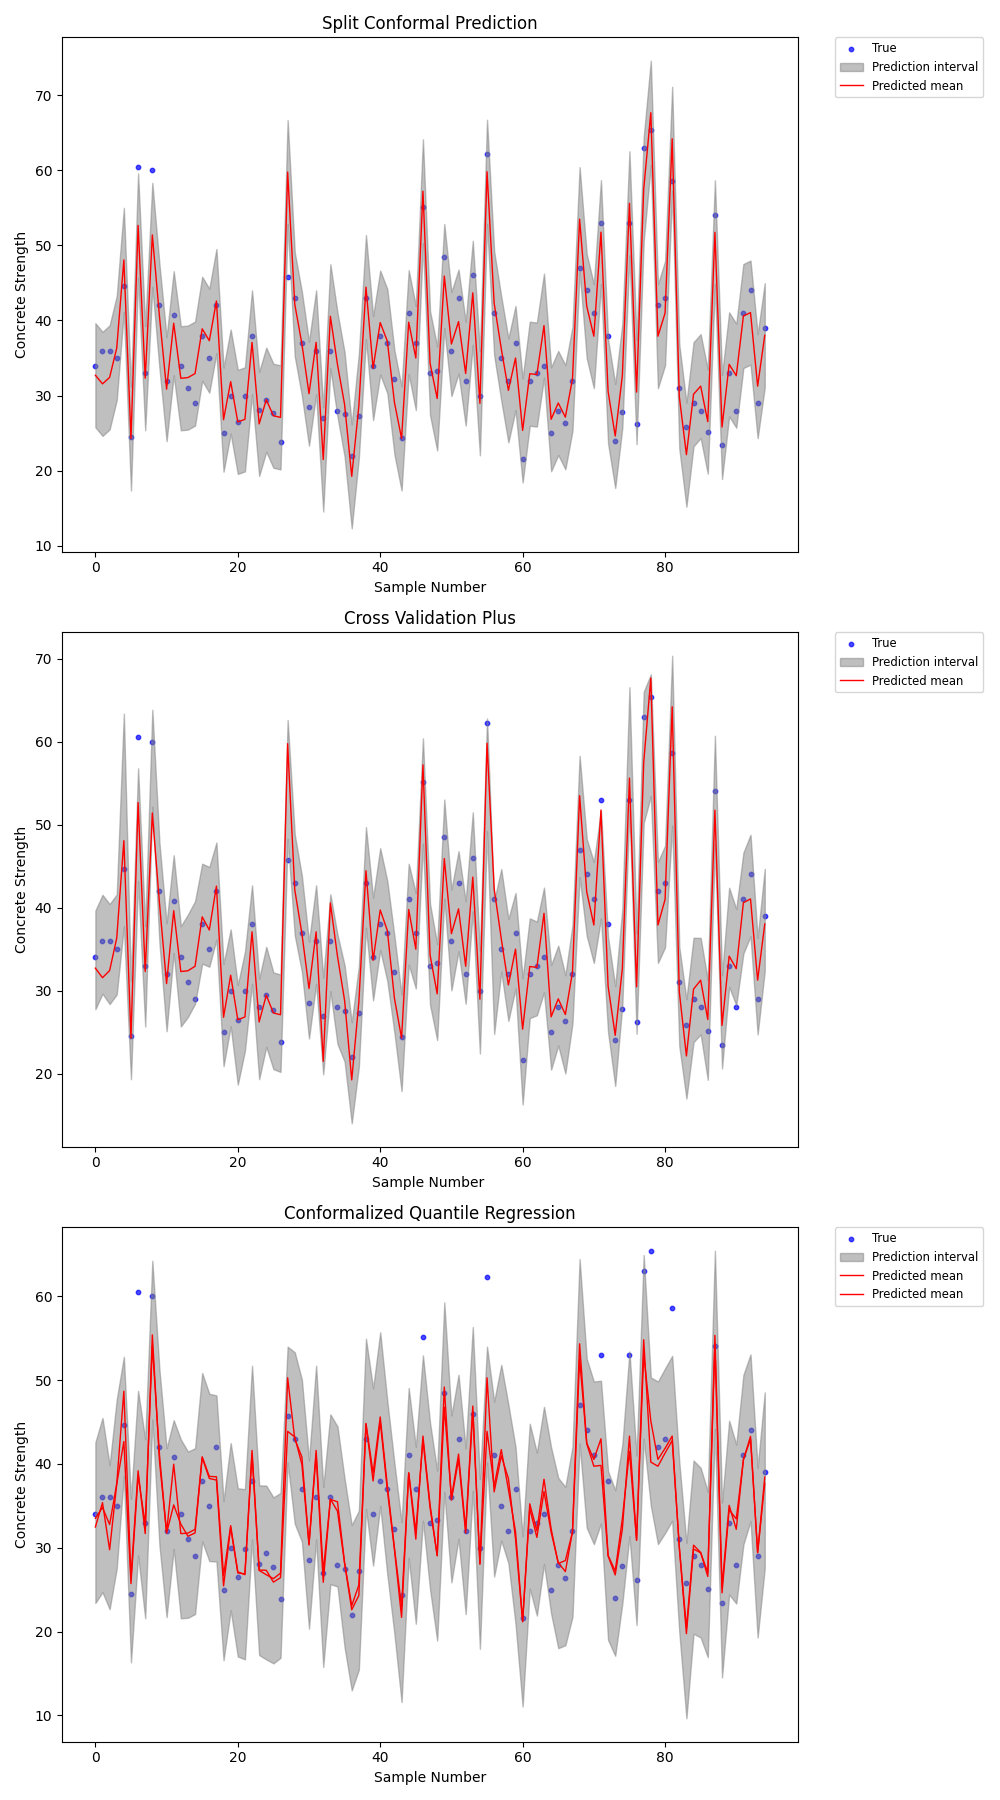 Split Conformal Prediction
True
Prediction interval
Predicted mean
70
60
50
40
30
20
10
Concrete Strength
0 20 40 60 80
Sample Number
Cross Validation Plus
True
Prediction interval
Predicted mean
70
60
50
40
30
20
Concrete Strength
0 20 40 60 80
Sample Number
Conformalized Quantile Regression
True
Prediction interval
Predicted mean
Predicted mean
60
50
40
30
20
10
Concrete Strength
0 20 40 60 80
Sample Number